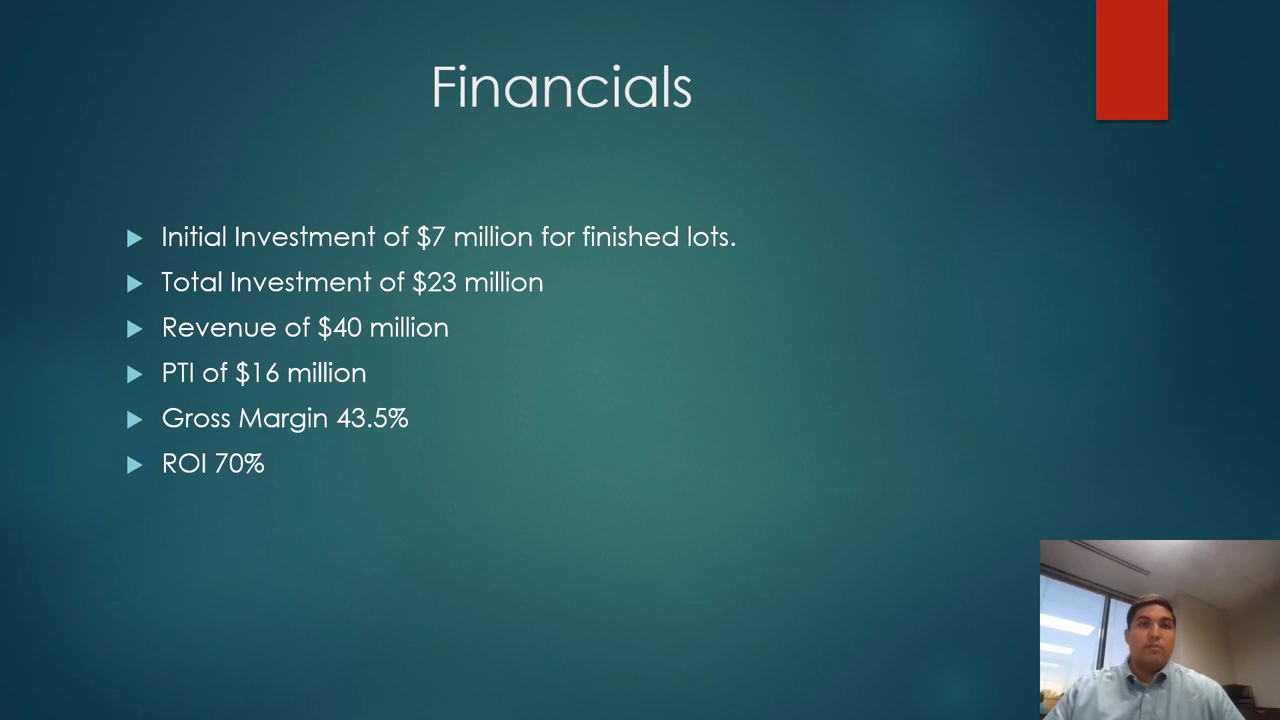 Financials
Initial Investment of $7 million for finished lots.
Total Investment of $23 million
Revenue of $40 million
PTI of $16 million
Gross Margin 43.5%
ROI 70%